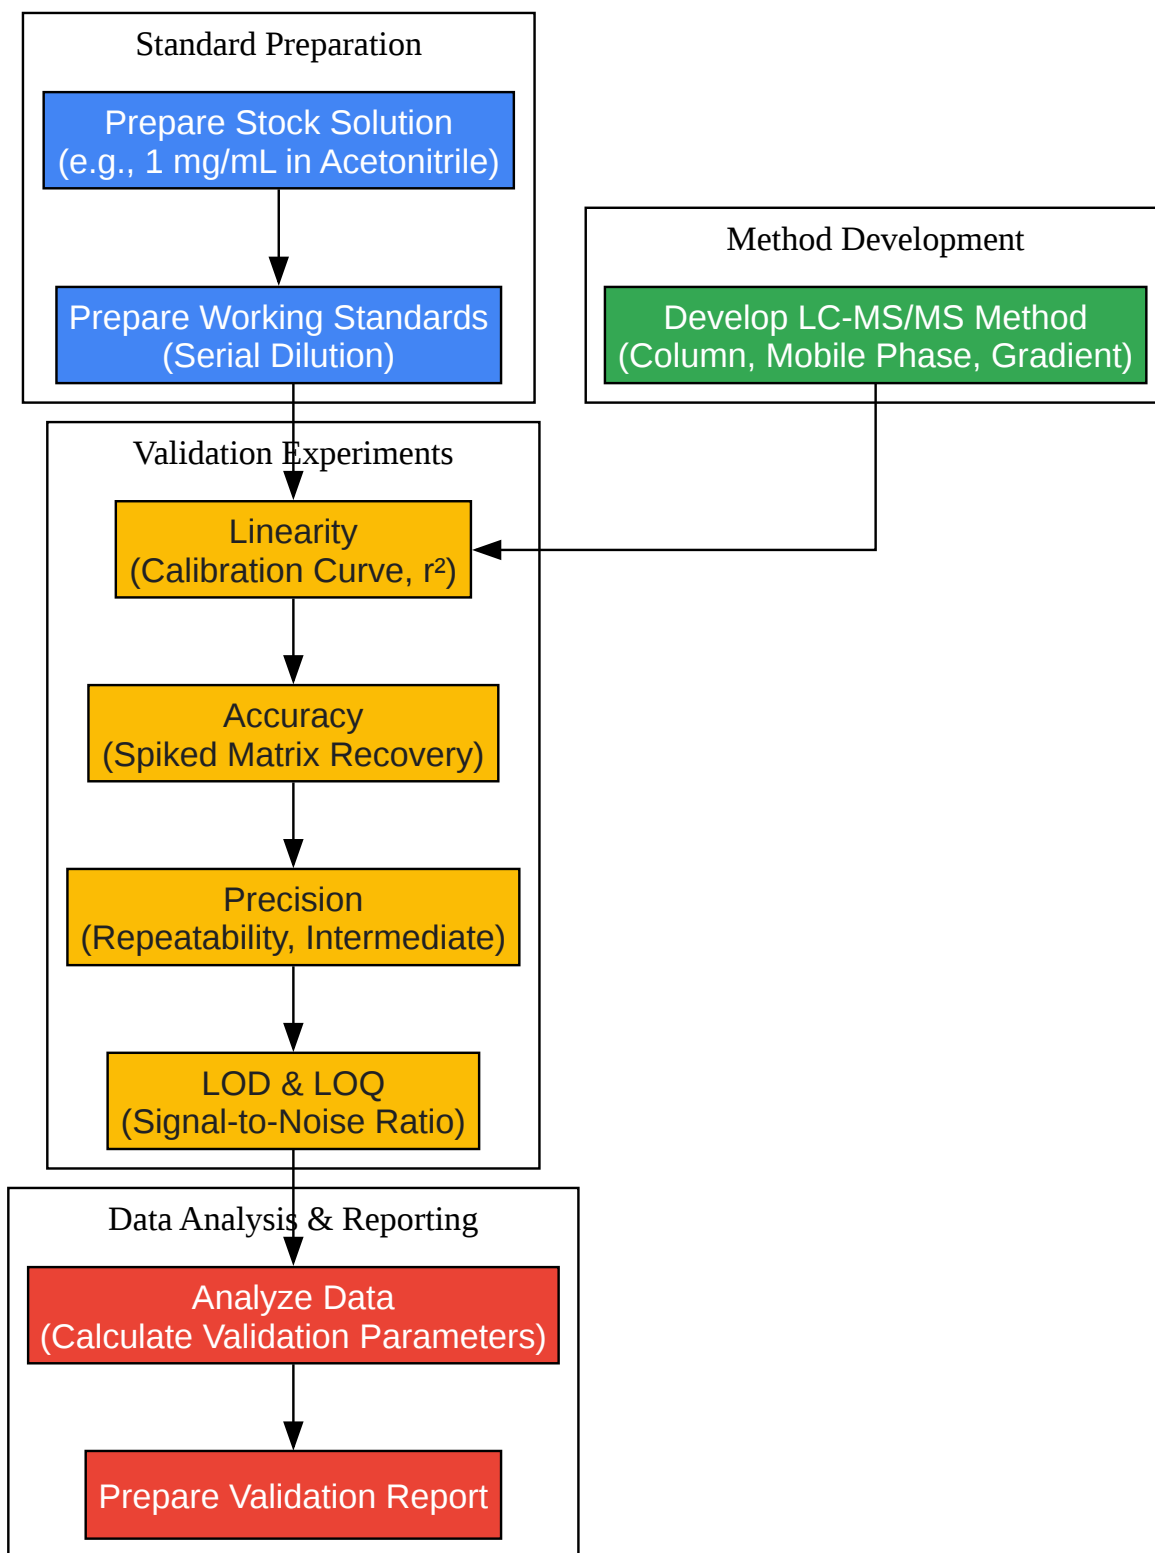 Standard Preparation
Prepare Stock Solution
(e.g., 1 mg/mL in Acetonitrile)
Prepare Working Standards
(Serial Dilution)
Method Development
Develop LC-MS/MS Method
(Column, Mobile Phase, Gradient)
Validation Experiments
Linearity
(Calibration Curve, r²)
Accuracy
(Spiked Matrix Recovery)
Precision
(Repeatability, Intermediate)
LOD & LOQ
(Signal-to-Noise Ratio)
Data Analysis & Reporting
Analyze Data
(Calculate Validation Parameters)
Prepare Validation Report